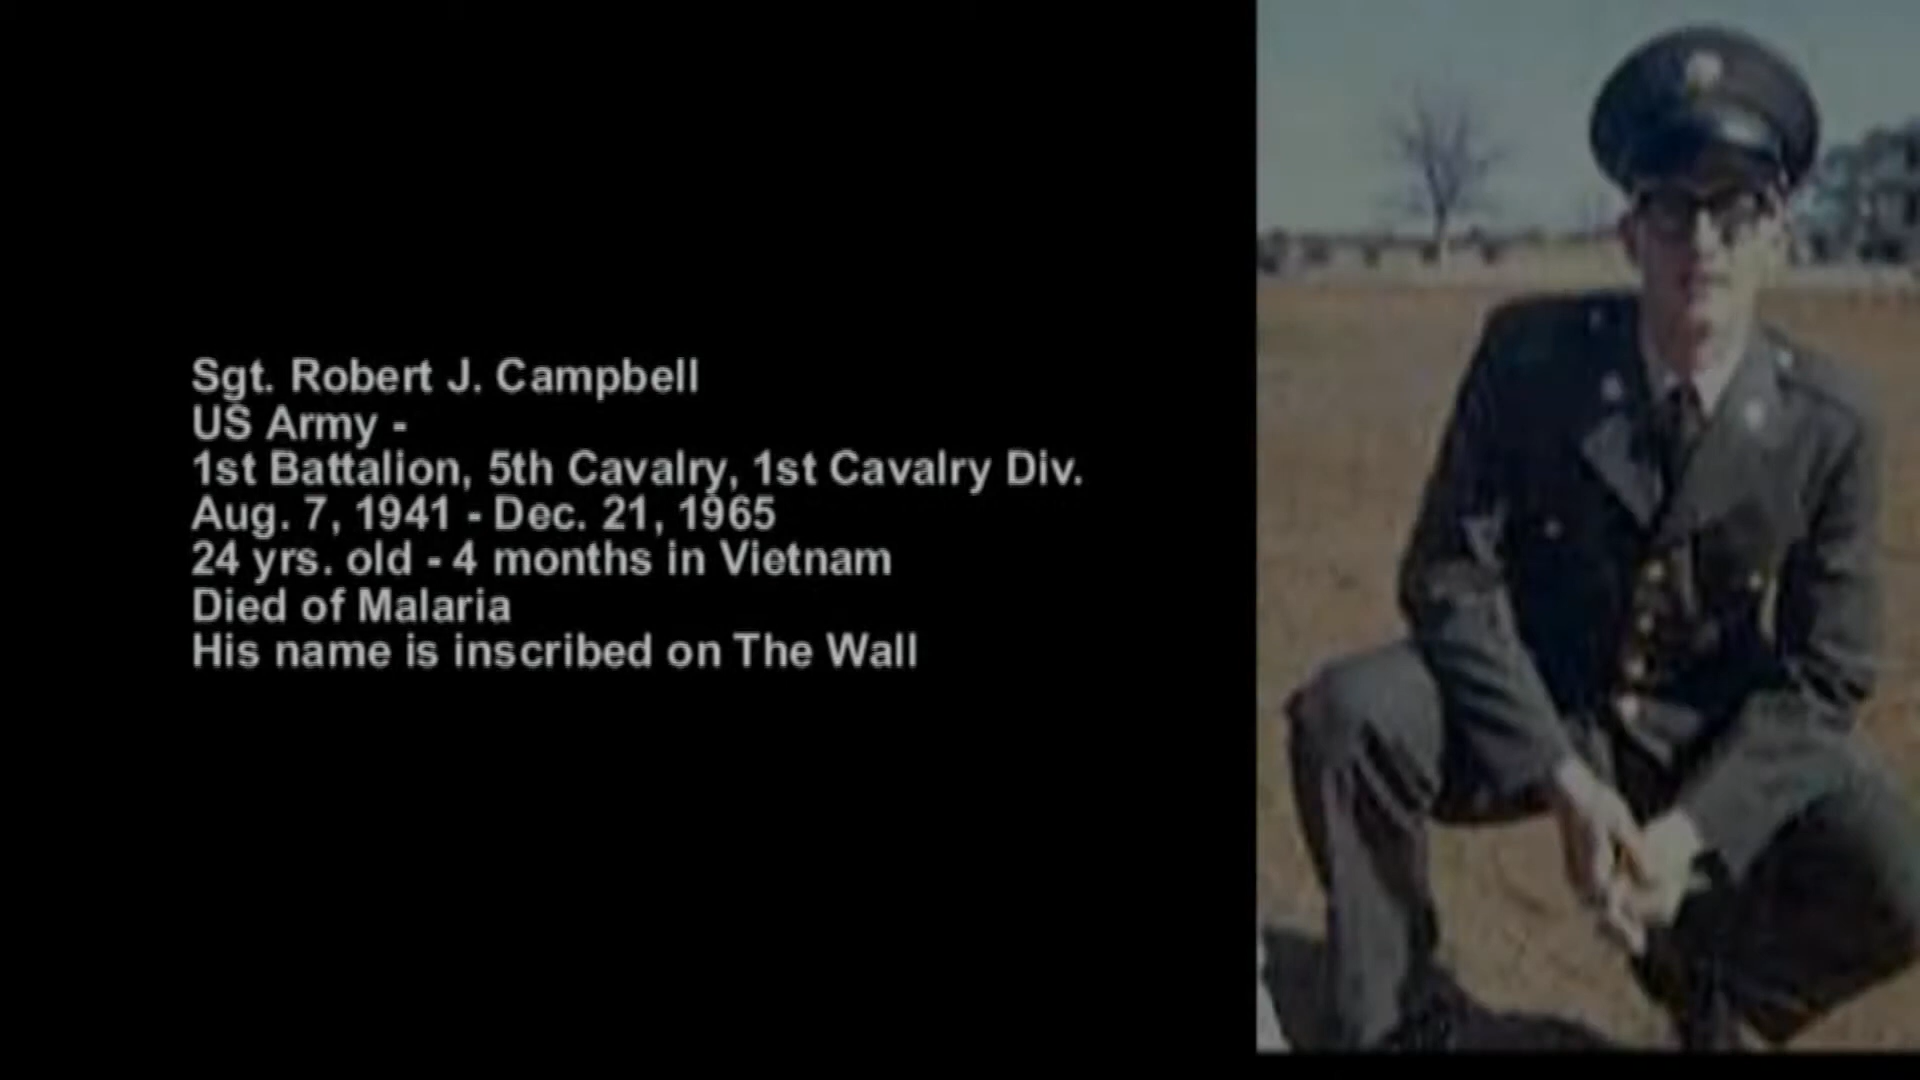 Sgt. Robert J. Campbell
US Army -
1st Battalion, 5th Cavalry, 1st Cavalry Div.
Aug. 7, 1941 - Dec. 21, 1965
24 yrs. old - 4 months in Vietnam
Died of Malaria
His name is inscribed on The Wall